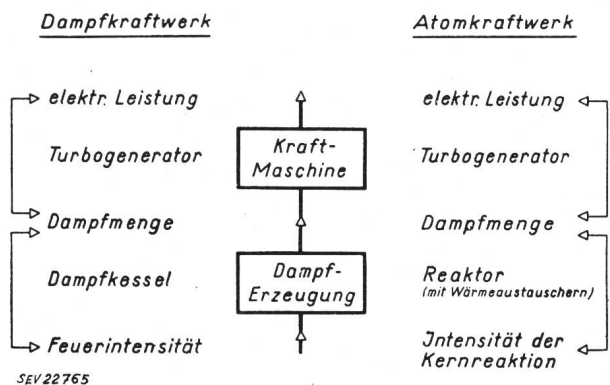 Dampfkraftwerk
Atomkraftwerk
elektr. Leistung
elektr. Leistung
Turbogenerator
Kraft-
Maschine
Turbogenerator
Dampfmenge
Dampfmenge
Dampfkessel
Dampf-
Erzeugung
Reaktor
(mit Wärmeaustauschern)
Feuerintensität
Intensität der
Kernreaktion
SEV 22765